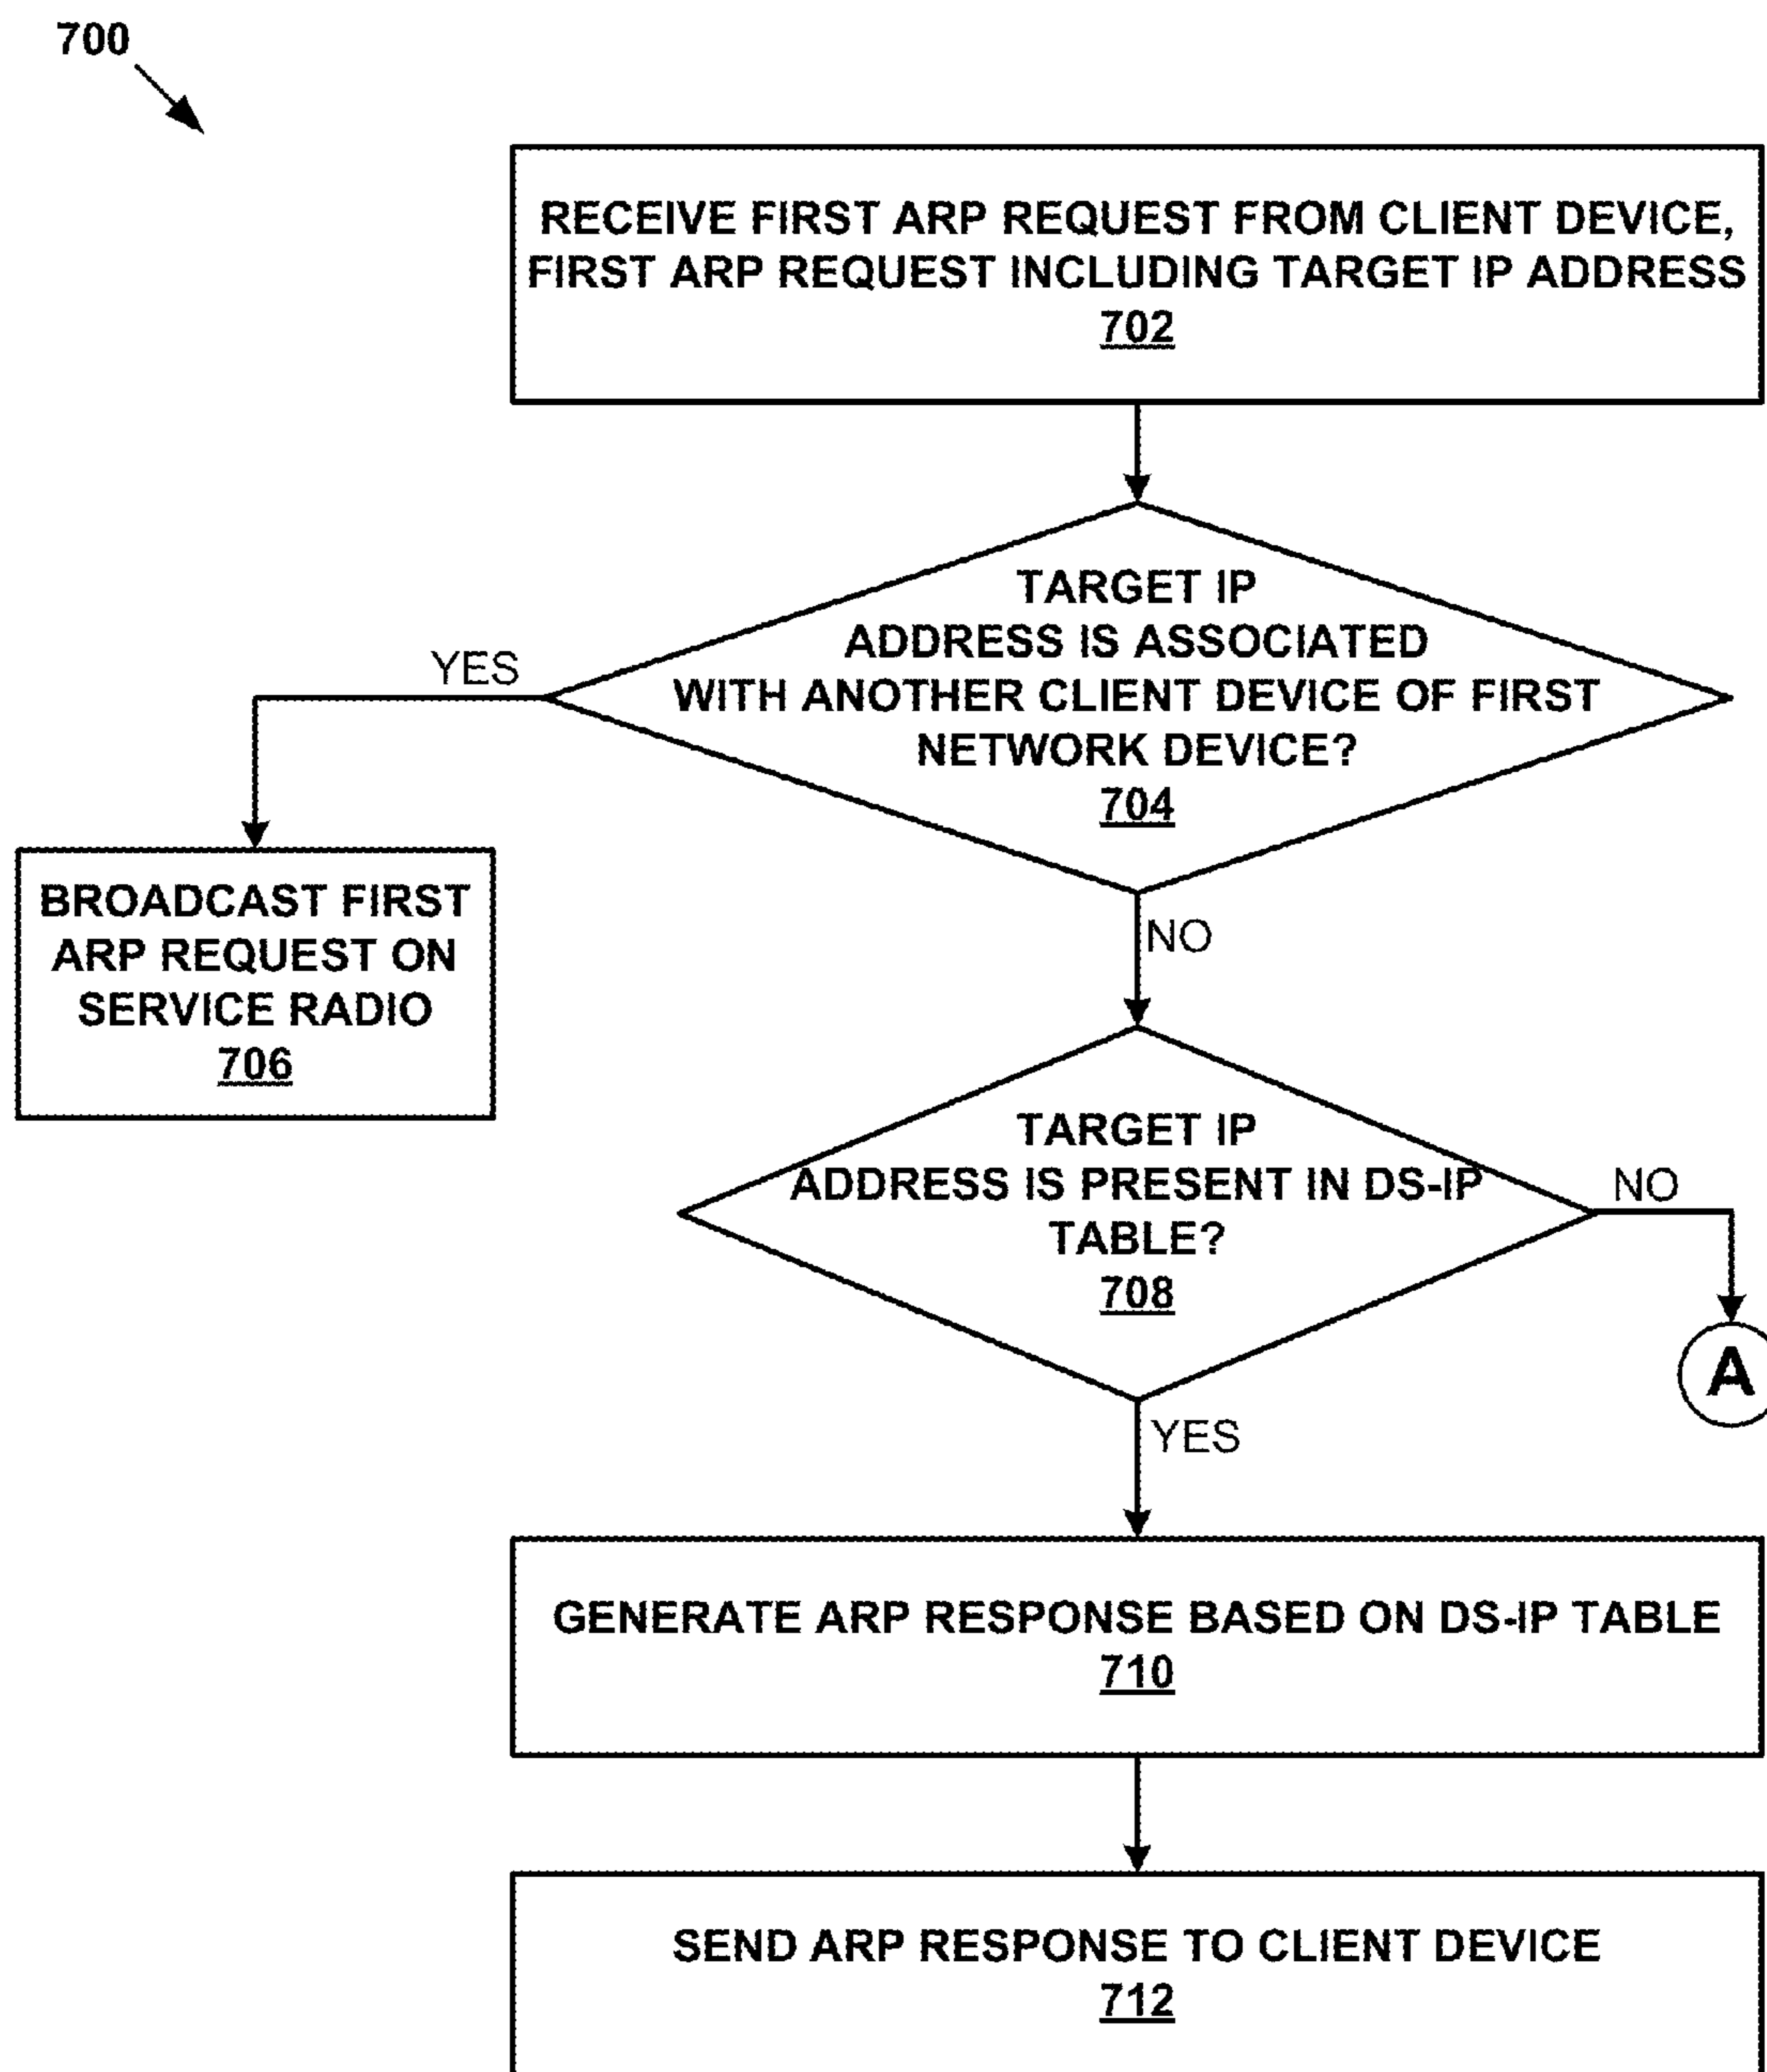 700
RECEIVE FIRST ARP REQUEST FROM CLIENT DEVICE,
FIRST ARP REQUEST INCLUDING TARGET IP ADDRESS
702
TARGET IP
ADDRESS IS ASSOCIATED
WITH ANOTHER CLIENT DEVICE OF FIRST
NETWORK DEVICE?
704
YES
BROADCAST FIRST
ARP REQUEST ON
SERVICE RADIO
706
NO
TARGET IP
ADDRESS IS PRESENT IN DS-IP
TABLE?
708
NO
A
YES
GENERATE ARP RESPONSE BASED ON DS-IP TABLE
710
SEND ARP RESPONSE TO CLIENT DEVICE
712